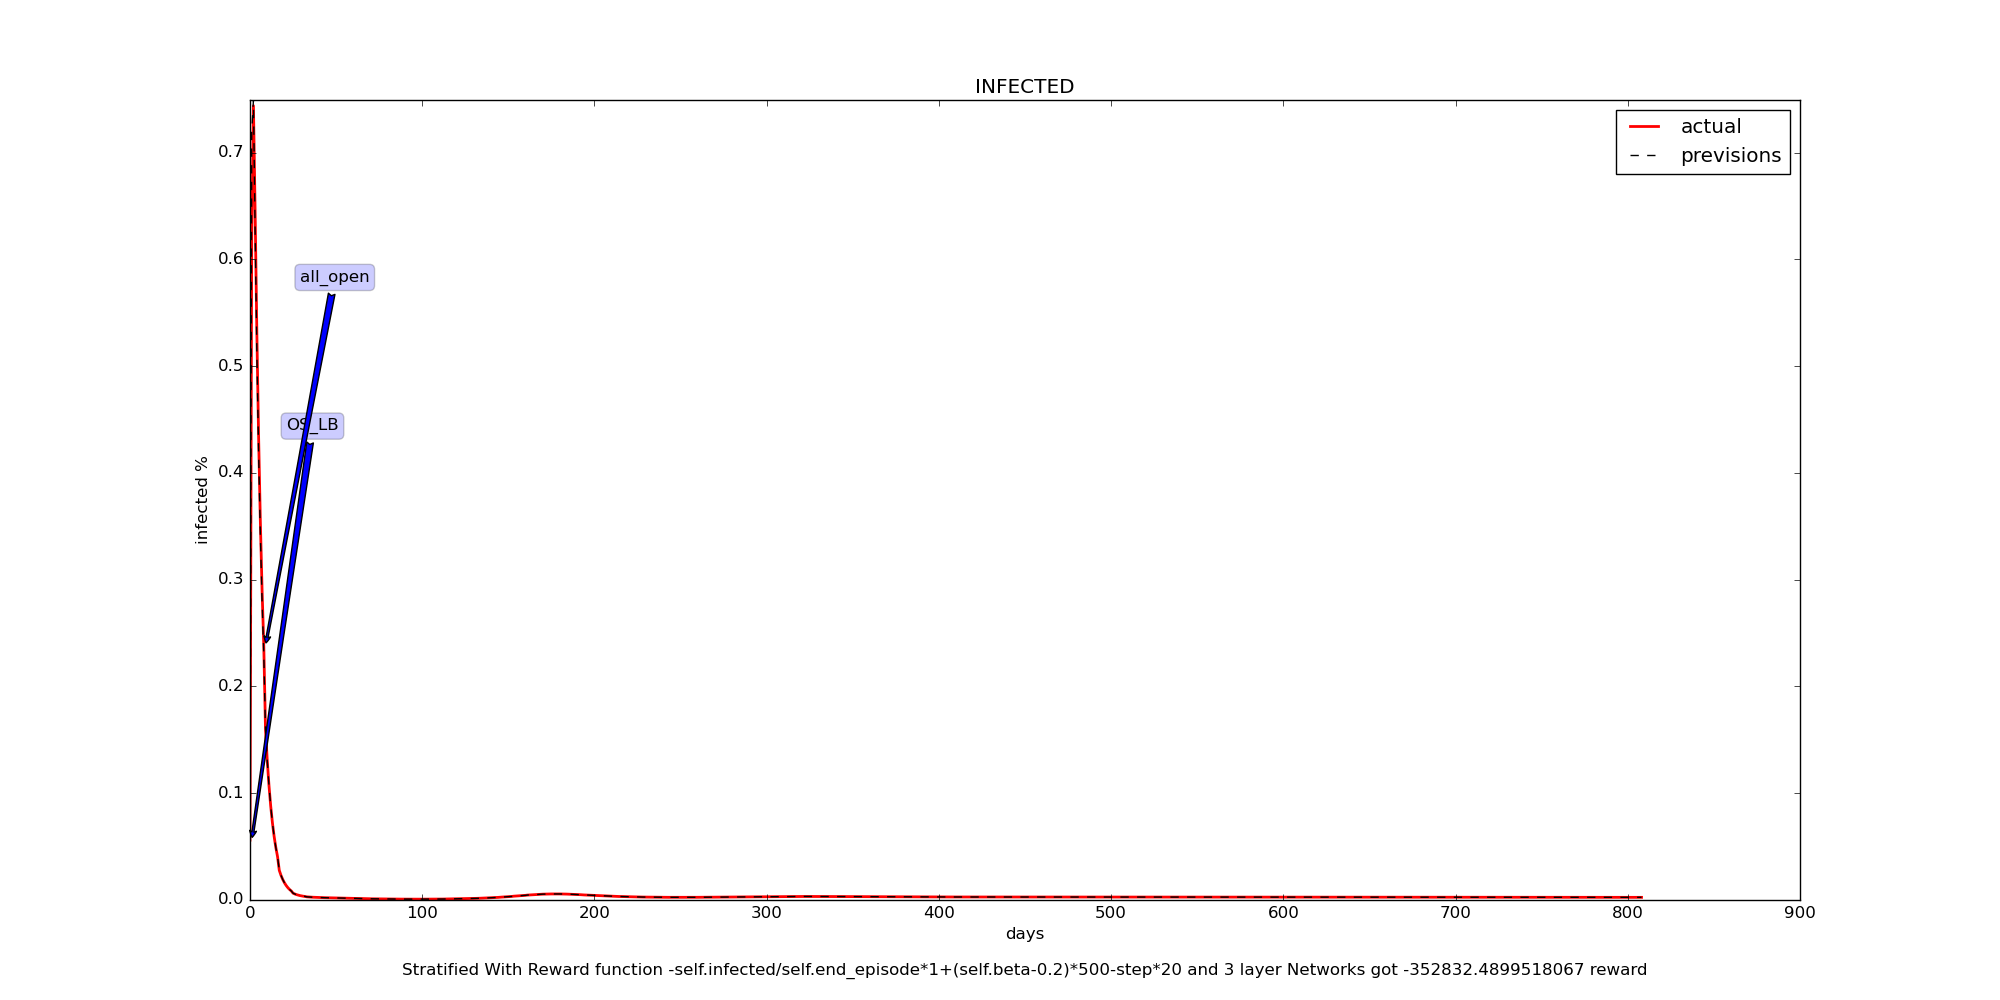 INFECTED
actual
previsions
all_open
OS_LB
infected %
0.7
0.6
0.5
0.4
0.3
0.2
0.1
0.0
0 100 200 300 400 500 600 700 800 900
days
Stratified With Reward function -self.infected/self.end_episode*1+(self.beta-0.2)*500-step*20 and 3 layer Networks got -352832.4899518067 reward